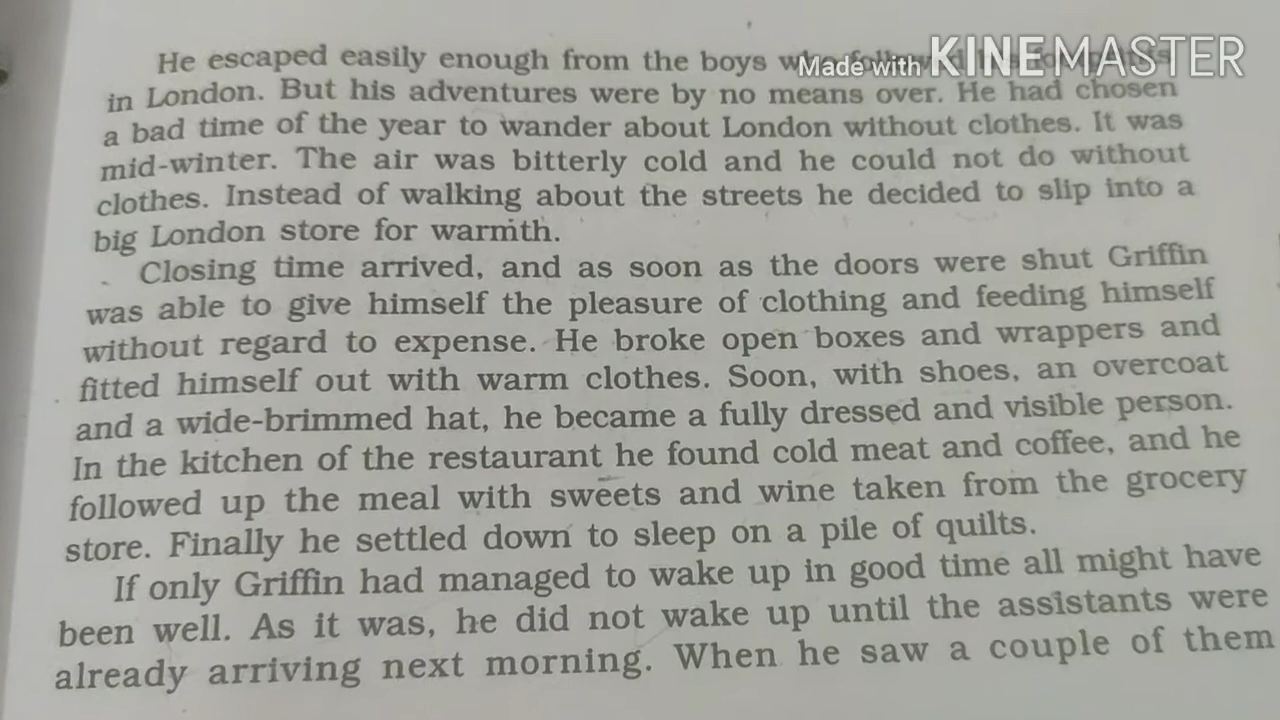 Made with KINEMASTER
He escaped easily enough from the boys
in London. But his adventures were by no means over. He had chosen
a bad time of the year to wander about London without clothes. It was
mid-winter. The air was bitterly cold and he could not do without
clothes. Instead of walking about the streets he decided to slip into a
big London store for warmth.
Closing time arrived, and as soon as the doors were shut Griffin
was able to give himself the pleasure of clothing and feeding himself
without regard to expense. He broke open boxes and wrappers and
fitted himself out with warm clothes. Soon, with shoes, an overcoat
and a wide-brimmed hat, he became a fully dressed and visible person.
In the kitchen of the restaurant he found cold meat and coffee, and he
followed up the meal with sweets and wine taken from the grocery
store. Finally he settled down to sleep on a pile of quilts.
If only Griffin had managed to wake up in good time all might have
been well. As it was, he did not wake up until the assistants were
already arriving next morning. When he saw a couple of them